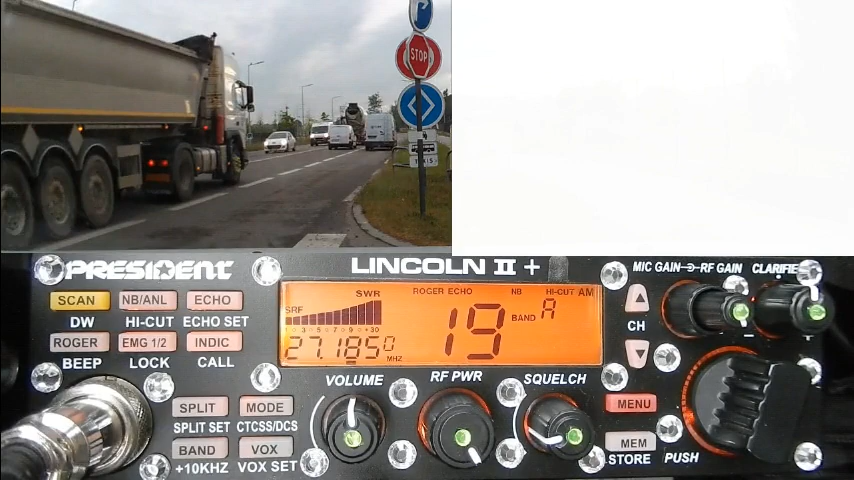 STOP
TAXIS
PRESIDENT
LINCOLN II +
MIC GAIN RF GAIN CLARIFIER
SCAN NB/ANL ECHO
DW HI-CUT ECHO SET
ROGER EMG 1/2 INDIC
BEEP LOCK CALL
SWR
SRF
ROGER ECHO NB HI-CUT AM
19 BAND A
27.1850 MHZ
CH
VOLUME RF PWR SQUELCH
SPLIT MODE
SPLIT SET CTCSS/DCS
BAND VOX
+10KHZ VOX SET
MENU
MEM
STORE PUSH